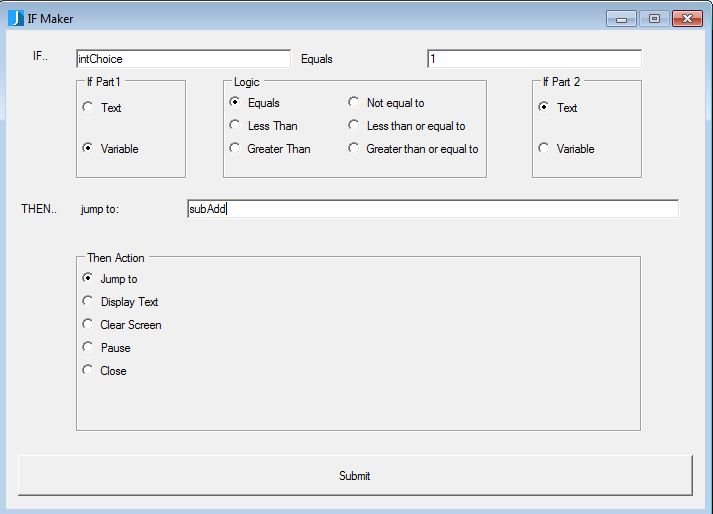 J IF Maker
IF.. intChoice Equals 1
If Part1 Logic If Part 2
Text Equals Not equal to Text
Less Than Less than or equal to
Variable Greater Than Greater than or equal to Variable
THEN.. jump to: subAdd
Then Action
Jump to
Display Text
Clear Screen
Pause
Close
Submit